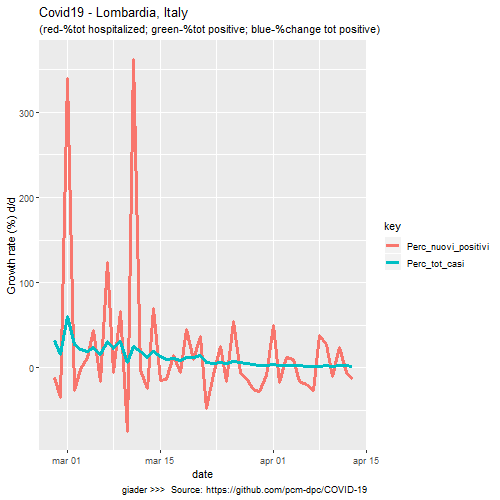 Covid19 - Lombardia, Italy
(red-%tot hospitalized; green-%tot positive; blue-%change tot positive)
Growth rate (%) d/d
300
200
100
0
mar 01
mar 15
apr 01
apr 15
date
key
Perc_nuovi_positivi
Perc_tot_casi
giader >>> Source: https://github.com/pcm-dpc/COVID-19